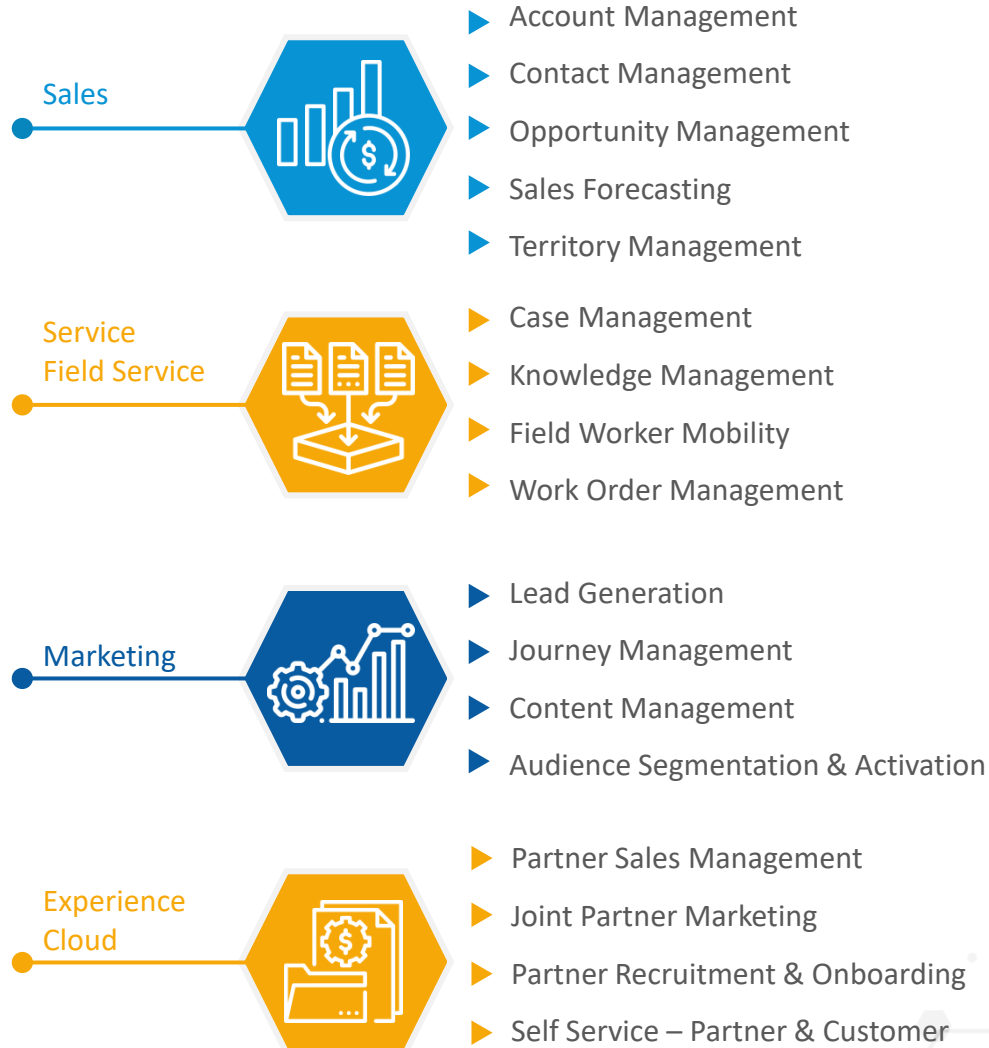 Sales
$
Account Management
Contact Management
Opportunity Management
Sales Forecasting
Territory Management
Service
Field Service
Case Management
Knowledge Management
Field Worker Mobility
Work Order Management
Marketing
Lead Generation
Journey Management
Content Management
Audience Segmentation & Activation
Experience
Cloud
$
Partner Sales Management
Joint Partner Marketing
Partner Recruitment & Onboarding
Self Service – Partner & Customer